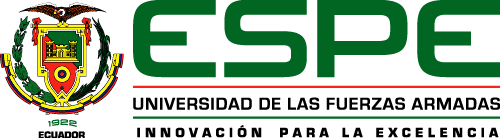 ESPE
UNIVERSIDAD DE LAS FUERZAS ARMADAS
INNOVACIÓN PARA LA EXCELENCIA
1922
ECUADOR